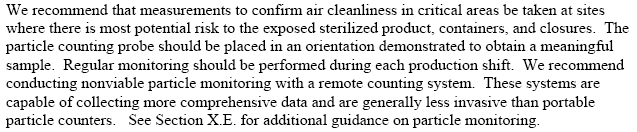 We recommend that measurements to confirm air cleanliness in critical areas be taken at sites
where there is most potential risk to the exposed sterilized product, containers, and closures.  The
particle counting probe should be placed in an orientation demonstrated to obtain a meaningful
sample.  Regular monitoring should be performed during each production shift.  We recommend
conducting nonviable particle monitoring with a remote counting system.  These systems are
capable of collecting more comprehensive data and are generally less invasive than portable
particle counters.   See Section X.E. for additional guidance on particle monitoring.